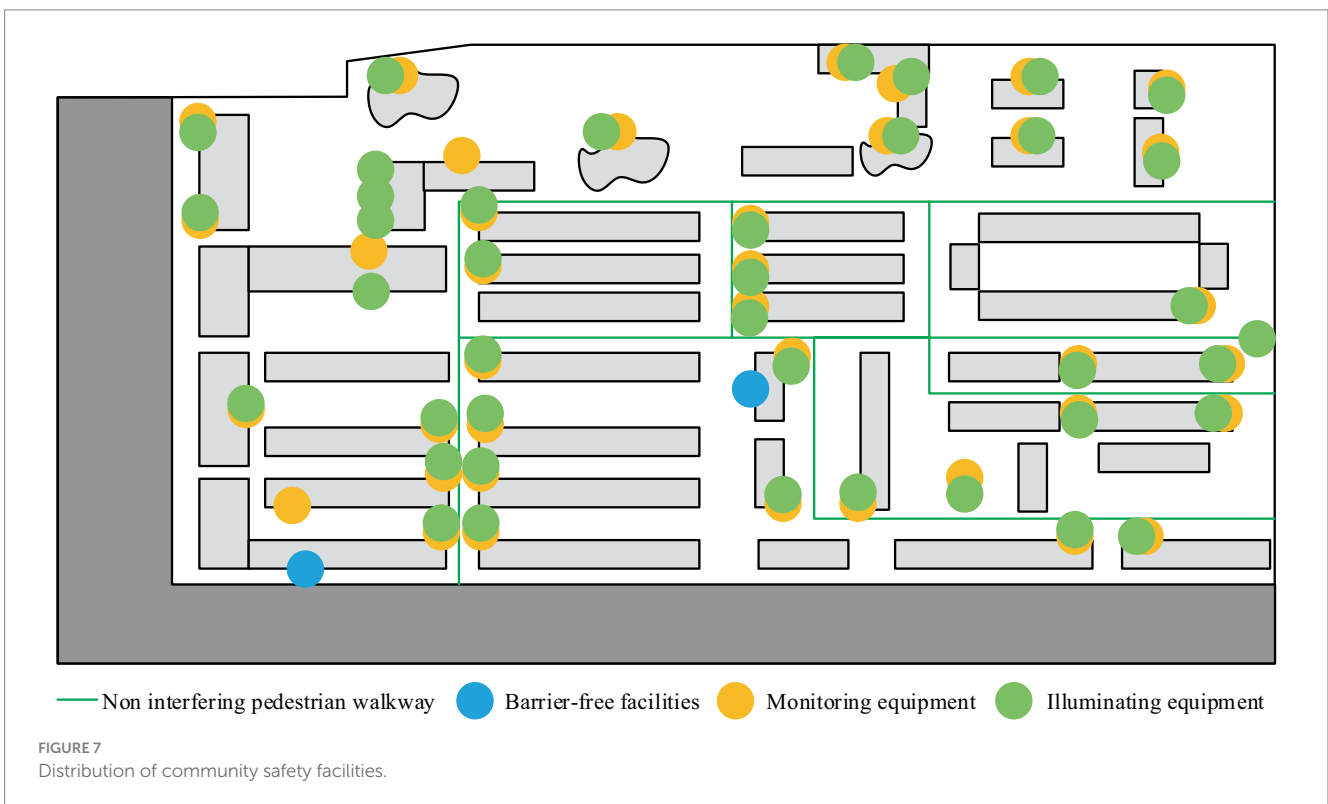 Non interfering pedestrian walkway Barrier-free facilities Monitoring equipment Illuminating equipment
FIGURE 7
Distribution of community safety facilities.